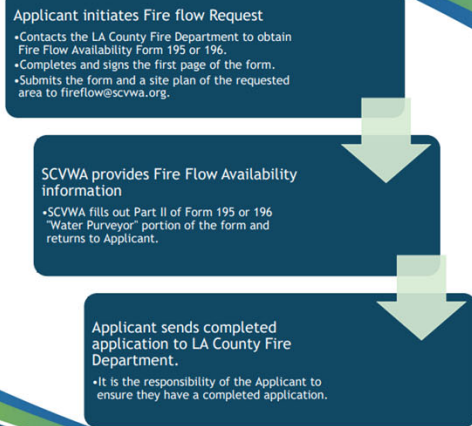 Applicant initiates Fire flow Request
•Contacts the LA County Fire Department to obtain
Fire Flow Availability Form 195 or 196.
•Completes and signs the first page of the form.
•Submits the form and a site plan of the requested
area to fireflow@scvwa.org.
SCVWA provides Fire Flow Availability
information
•SCVWA fills out Part II of Form 195 or 196
"Water Purveyor" portion of the form and
returns to Applicant.
Applicant sends completed
application to LA County Fire
Department.
•It is the responsibility of the Applicant to
ensure they have a completed application.